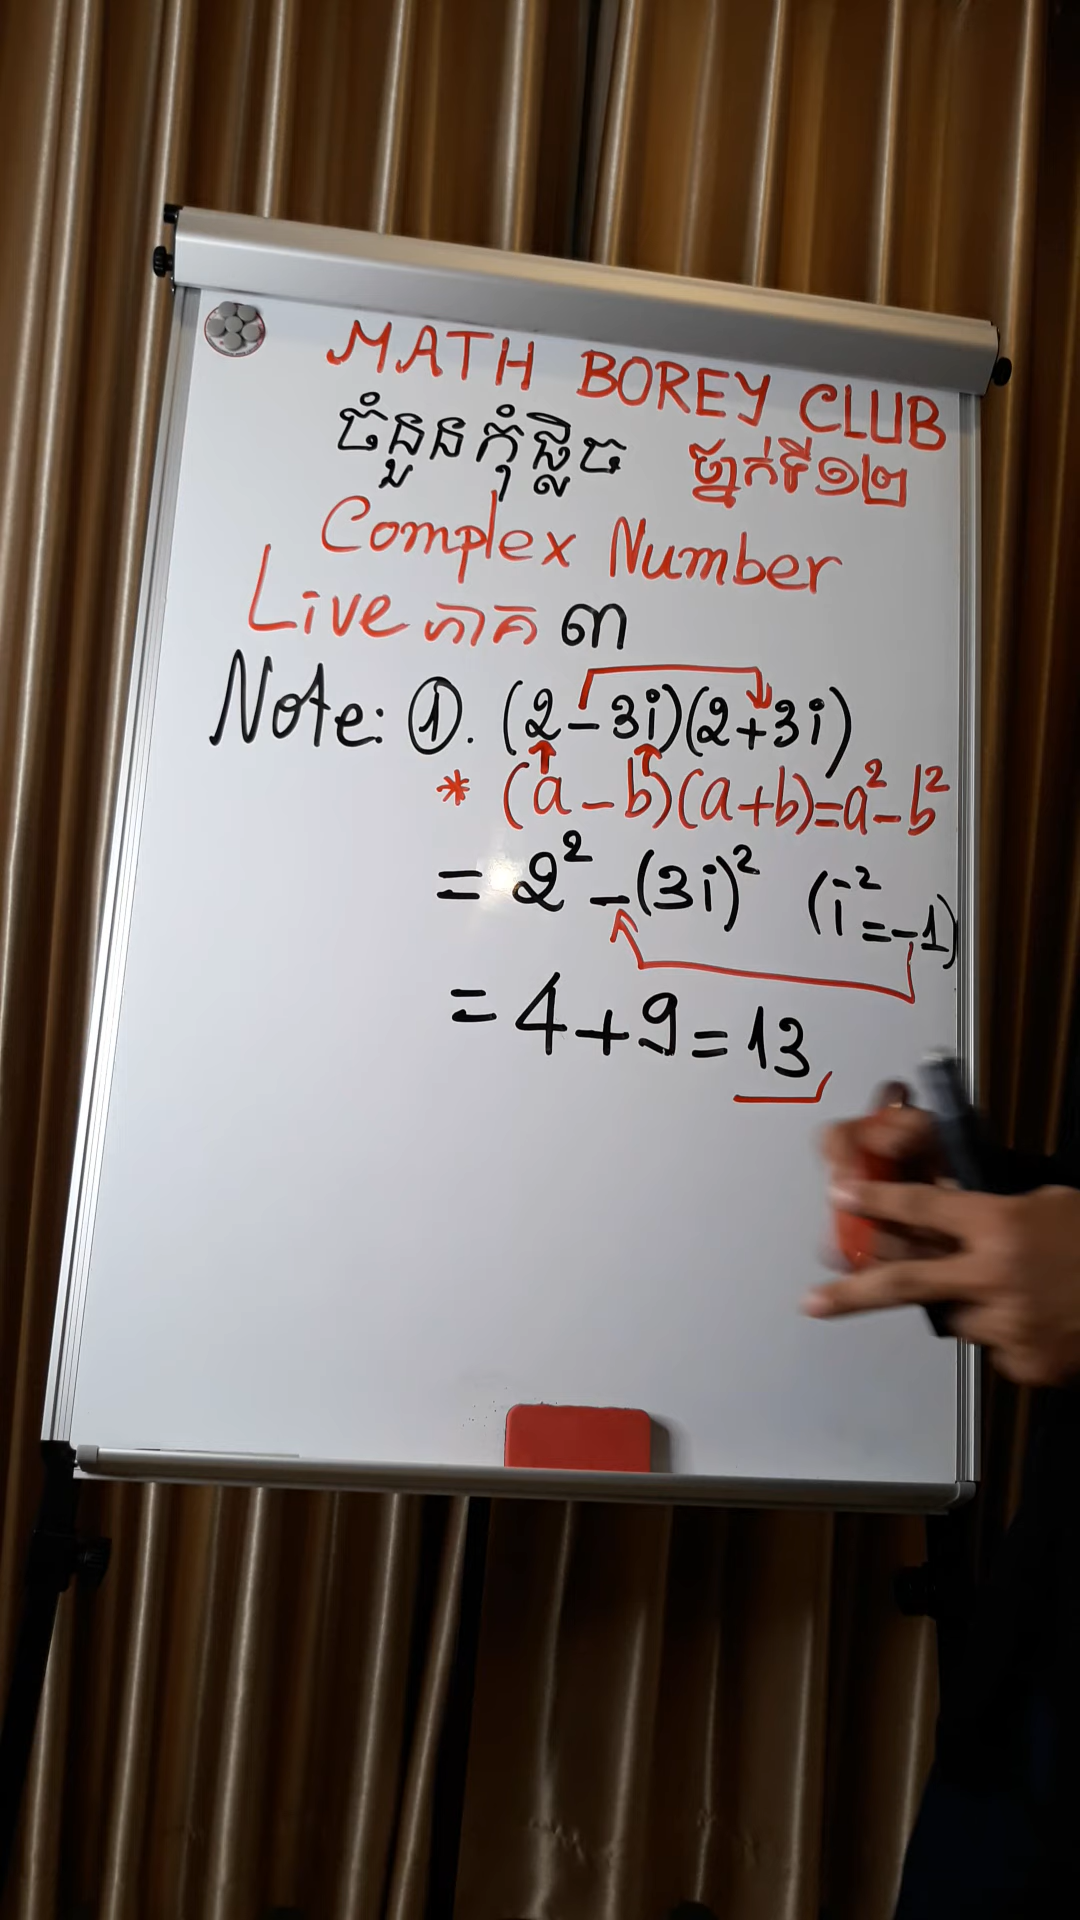 MATH BOREY CLUB
ចំនួនកុំផ្លិច ថ្នាក់ទី១២
Complex Number
Live ភាគ ៣
Note: ①. (2-3i)(2+3i)
* (a-b)(a+b)=a²-b²
= 2² -(3i)² (i²=-1)
= 4+9=13